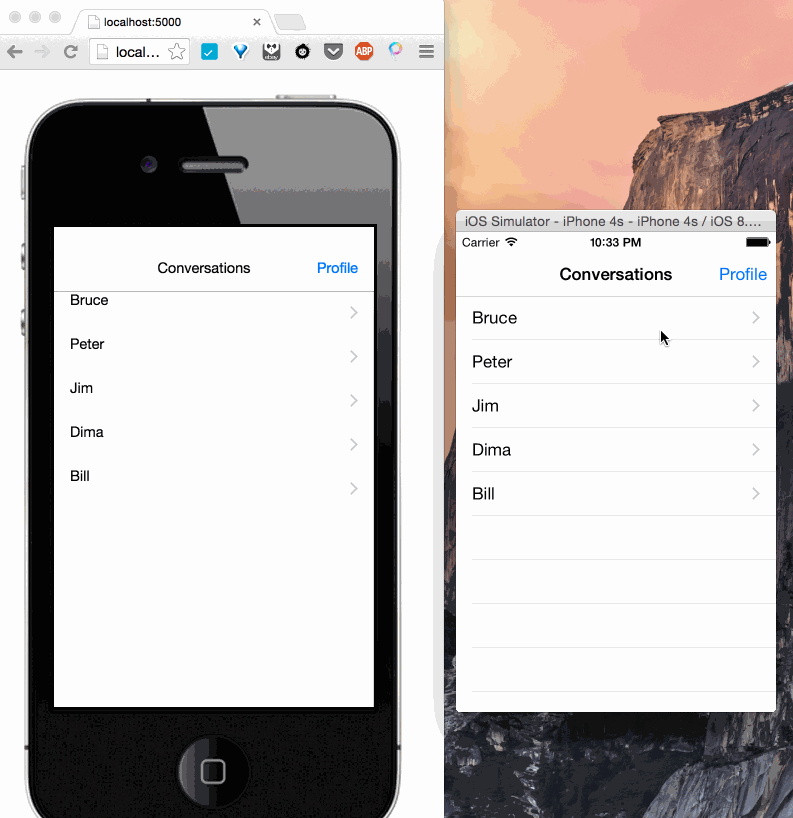 localhost:5000
local...
ebay
ABP
Conversations
Profile
Bruce
Peter
Jim
Dima
Bill
iOS Simulator - iPhone 4s - iPhone 4s / iOS 8....
Carrier
10:33 PM
Conversations
Profile
Bruce
Peter
Jim
Dima
Bill